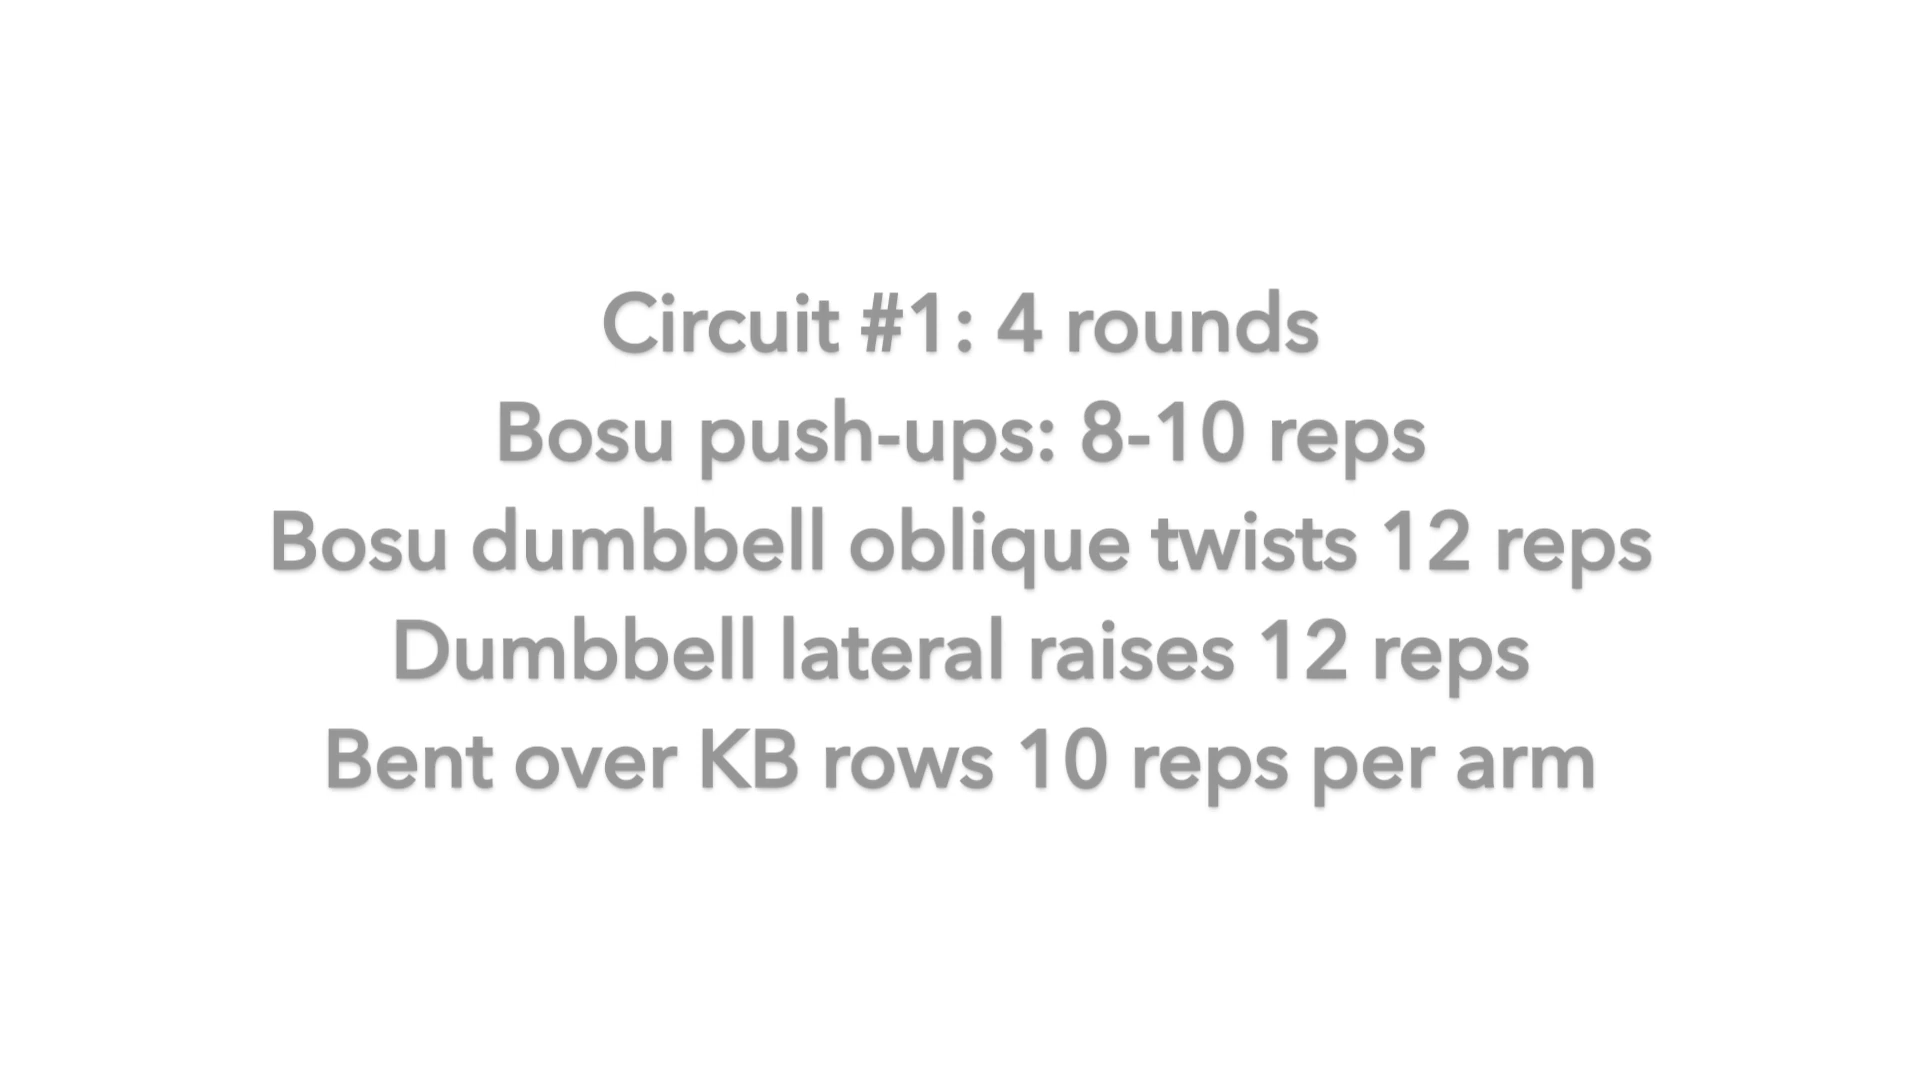 Circuit #1: 4 rounds
Bosu push-ups: 8-10 reps
Bosu dumbbell oblique twists 12 reps
Dumbbell lateral raises 12 reps
Bent over KB rows 10 reps per arm